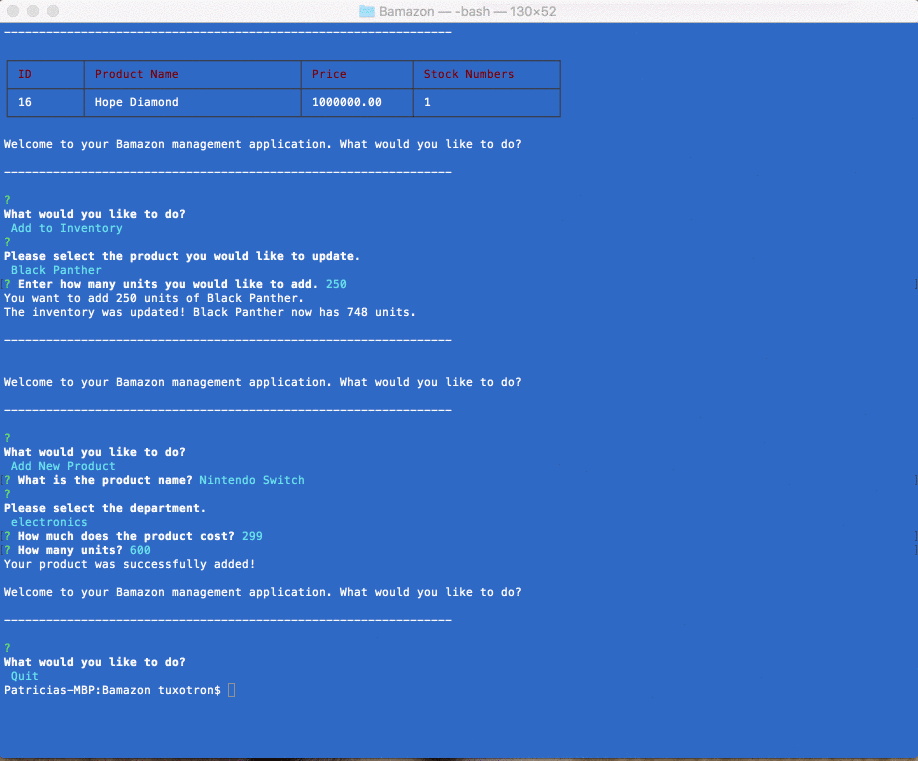 Bamazon — -bash — 130×52
----------------------------------------------------------------
ID Product Name Price Stock Numbers
16 Hope Diamond 1000000.00 1
Welcome to your Bamazon management application. What would you like to do?
----------------------------------------------------------------
?
What would you like to do?
Add to Inventory
?
Please select the product you would like to update.
Black Panther
[? Enter how many units you would like to add. 250 ]
You want to add 250 units of Black Panther.
The inventory was updated! Black Panther now has 748 units.
----------------------------------------------------------------
Welcome to your Bamazon management application. What would you like to do?
----------------------------------------------------------------
?
What would you like to do?
Add New Product
[? What is the product name? Nintendo Switch ]
?
Please select the department.
electronics
[? How much does the product cost? 299 ]
[? How many units? 600 ]
Your product was successfully added!
Welcome to your Bamazon management application. What would you like to do?
----------------------------------------------------------------
?
What would you like to do?
Quit
Patricias-MBP:Bamazon tuxotron$